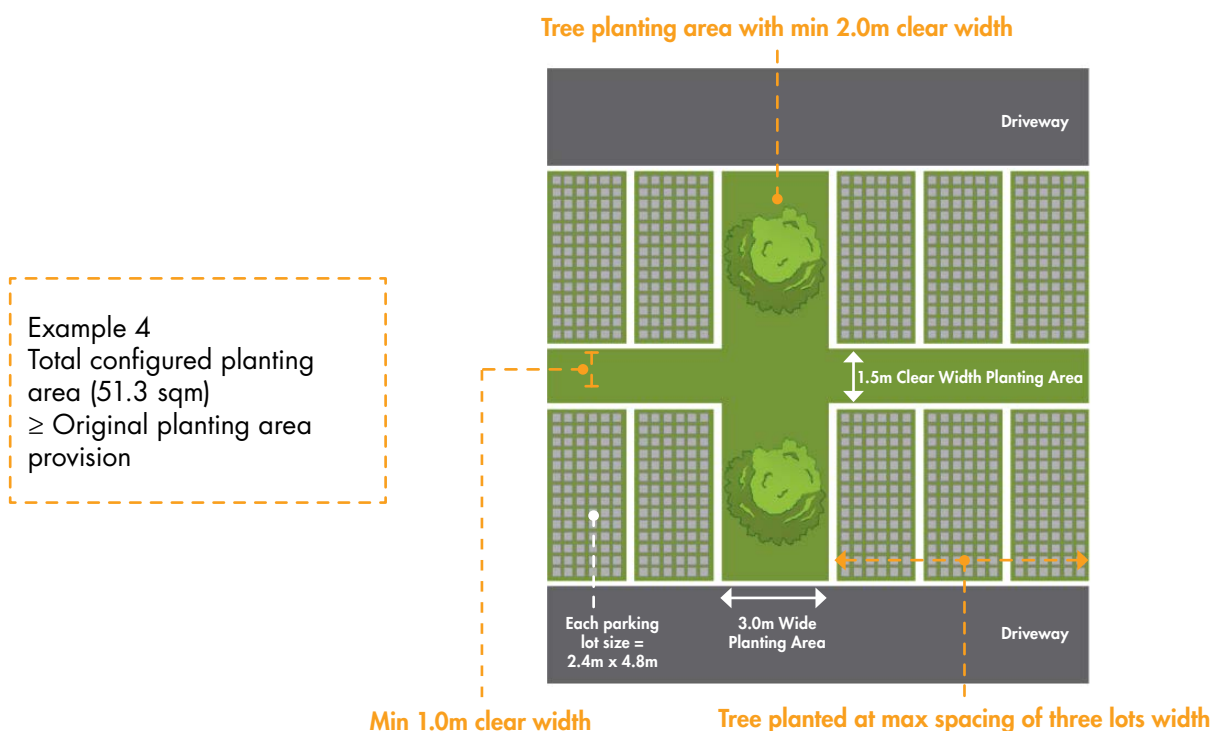 Tree planting area with min 2.0m clear width
Driveway
Example 4
Total configured planting
area (51.3 sqm)
≥ Original planting area
provision
1.5m Clear Width Planting Area
Each parking
lot size =
2.4m x 4.8m
3.0m Wide
Planting Area
Driveway
Min 1.0m clear width
Tree planted at max spacing of three lots width